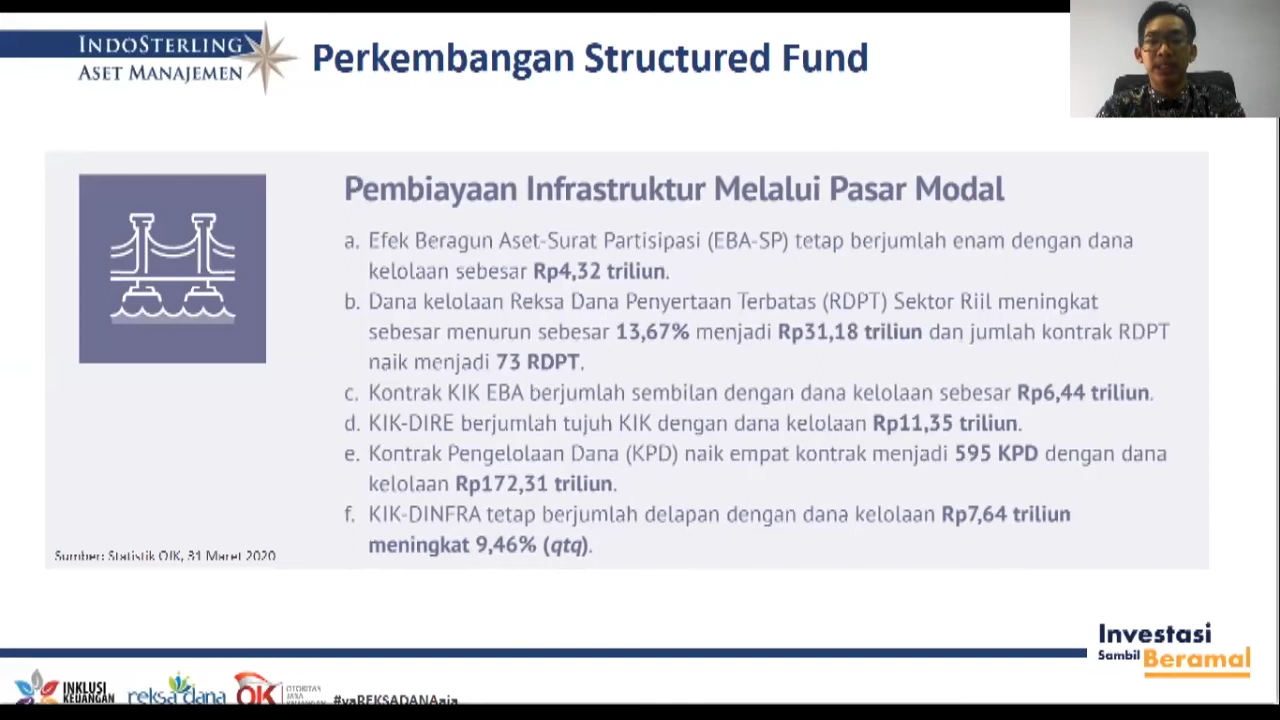 INDOSTERLING
ASET MANAJEMEN
Perkembangan Structured Fund
Pembiayaan Infrastruktur Melalui Pasar Modal
a. Efek Beragun Aset-Surat Partisipasi (EBA-SP) tetap berjumlah enam dengan dana
kelolaan sebesar Rp4,32 triliun.
b. Dana kelolaan Reksa Dana Penyertaan Terbatas (RDPT) Sektor Riil meningkat
sebesar menurun sebesar 13,67% menjadi Rp31,18 triliun dan jumlah kontrak RDPT
naik menjadi 73 RDPT.
c. Kontrak KIK EBA berjumlah sembilan dengan dana kelolaan sebesar Rp6,44 triliun.
d. KIK-DIRE berjumlah tujuh KIK dengan dana kelolaan Rp11,35 triliun.
e. Kontrak Pengelolaan Dana (KPD) naik empat kontrak menjadi 595 KPD dengan dana
kelolaan Rp172,31 triliun.
f. KIK-DINFRA tetap berjumlah delapan dengan dana kelolaan Rp7,64 triliun
meningkat 9,46% (qtq).
Sumber: Statistik OJK, 31 Maret 2020
Investasi
Sambil Beramal
INKLUSI
KEUANGAN
reksa dana
OJK
OTORITAS
JASA
KEUANGAN
#yaREKSADANAaja